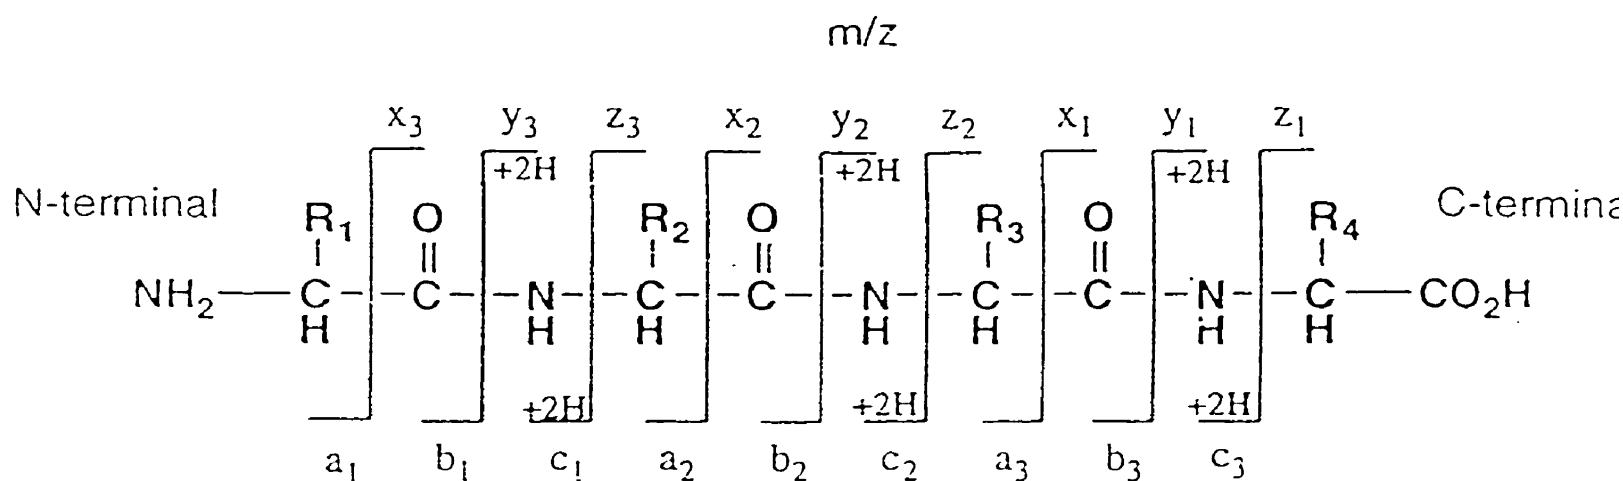 m/z
x3 y3 z3 x2 y2 z2 x1 y1 z1
+2H +2H +2H
N-terminal R1 O R2 O R3 O R4 C-termina
NH2 C C N C C N C C N C CO2H
H H H H H H H
+2H +2H +2H
a1 b1 c1 a2 b2 c2 a3 b3 c3